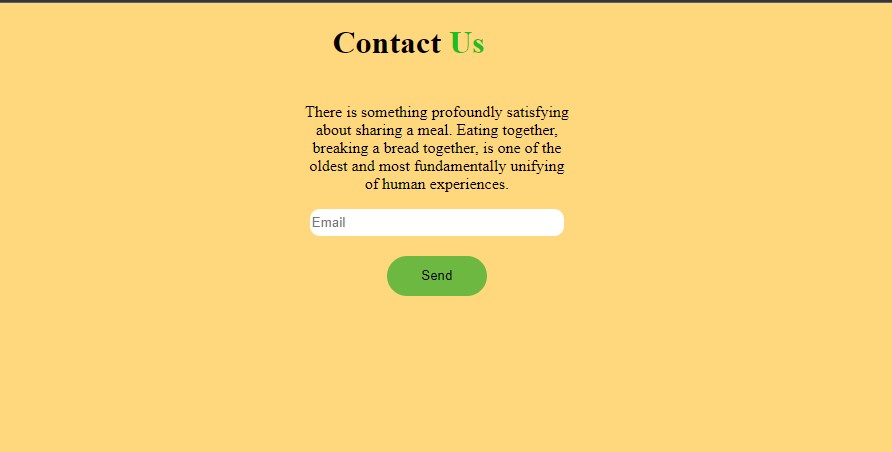 Contact Us
There is something profoundly satisfying
about sharing a meal. Eating together,
breaking a bread together, is one of the
oldest and most fundamentally unifying
of human experiences.
Email
Send